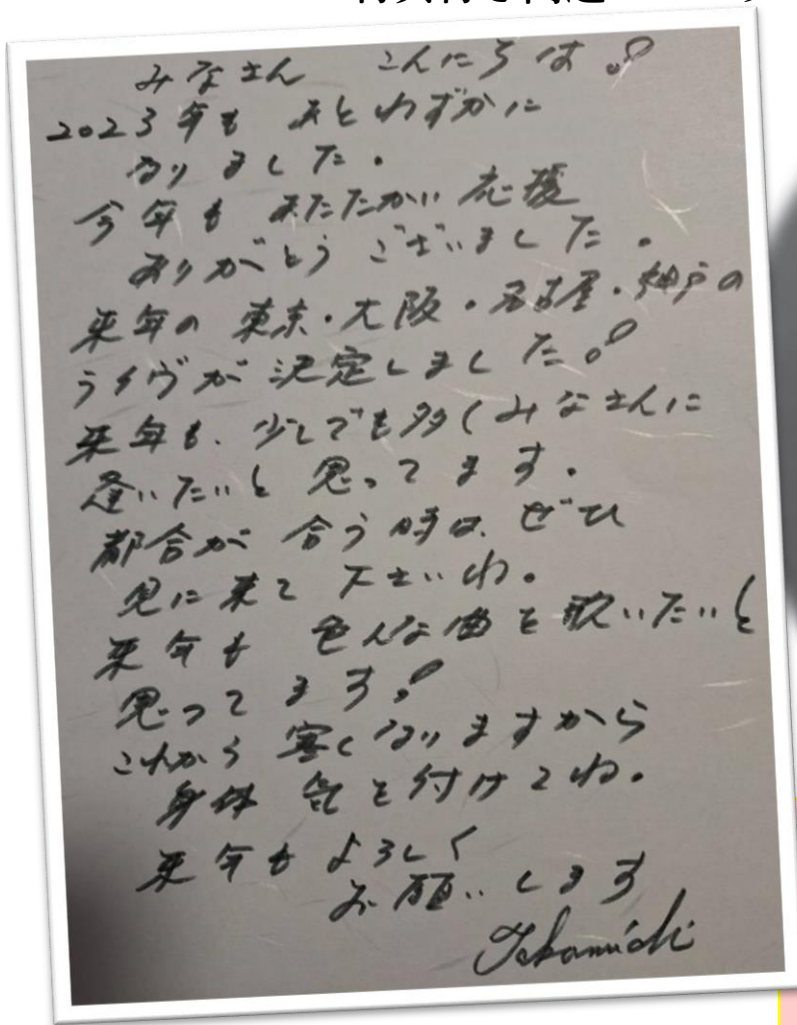 みなさん こんにちは!
2023年も あとわずかに
なりました。
今年も あたたかい 応援
ありがとう ございました。
来年の 東京・大阪・名古屋・神戸の
ライヴが 決定しました!
来年も、少しでも多くみなさんに
逢いたいと 思ってます。
都合が 合う時は、ぜひ
見に来て 下さいね。
来年も 色んな曲を歌いたいと
思ってます!
これから 寒くなりますから
身体 気を付けてね。
来年もよろしく
お願いします
Takamichi